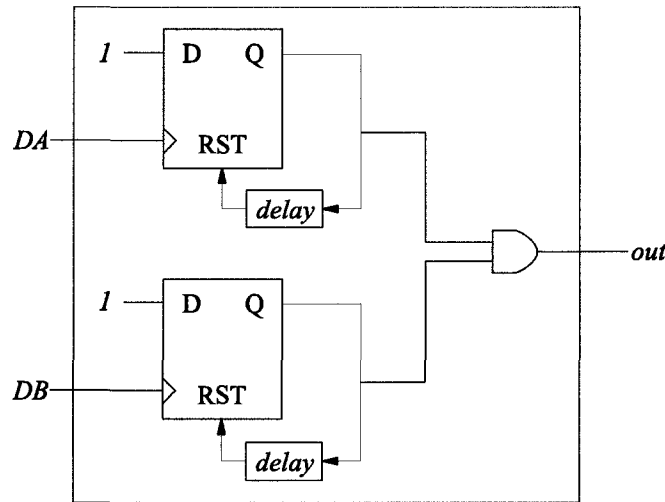 1 D Q
DA RST
delay
out
1 D Q
DB RST
delay